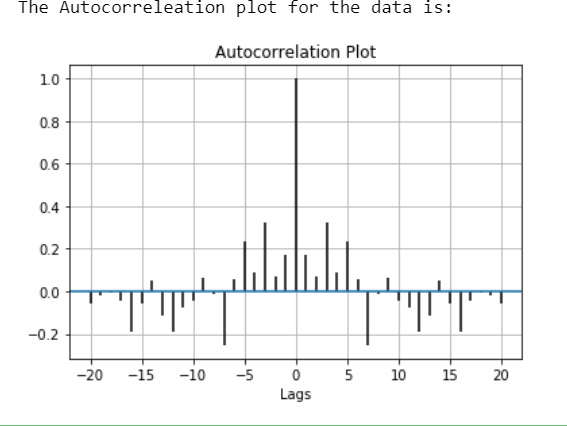 The Autocorreleation plot for the data is:
Autocorrelation Plot
1.0
0.8
0.6
0.4
0.2
0.0
−0.2
−20 −15 −10 −5 0 5 10 15 20
Lags